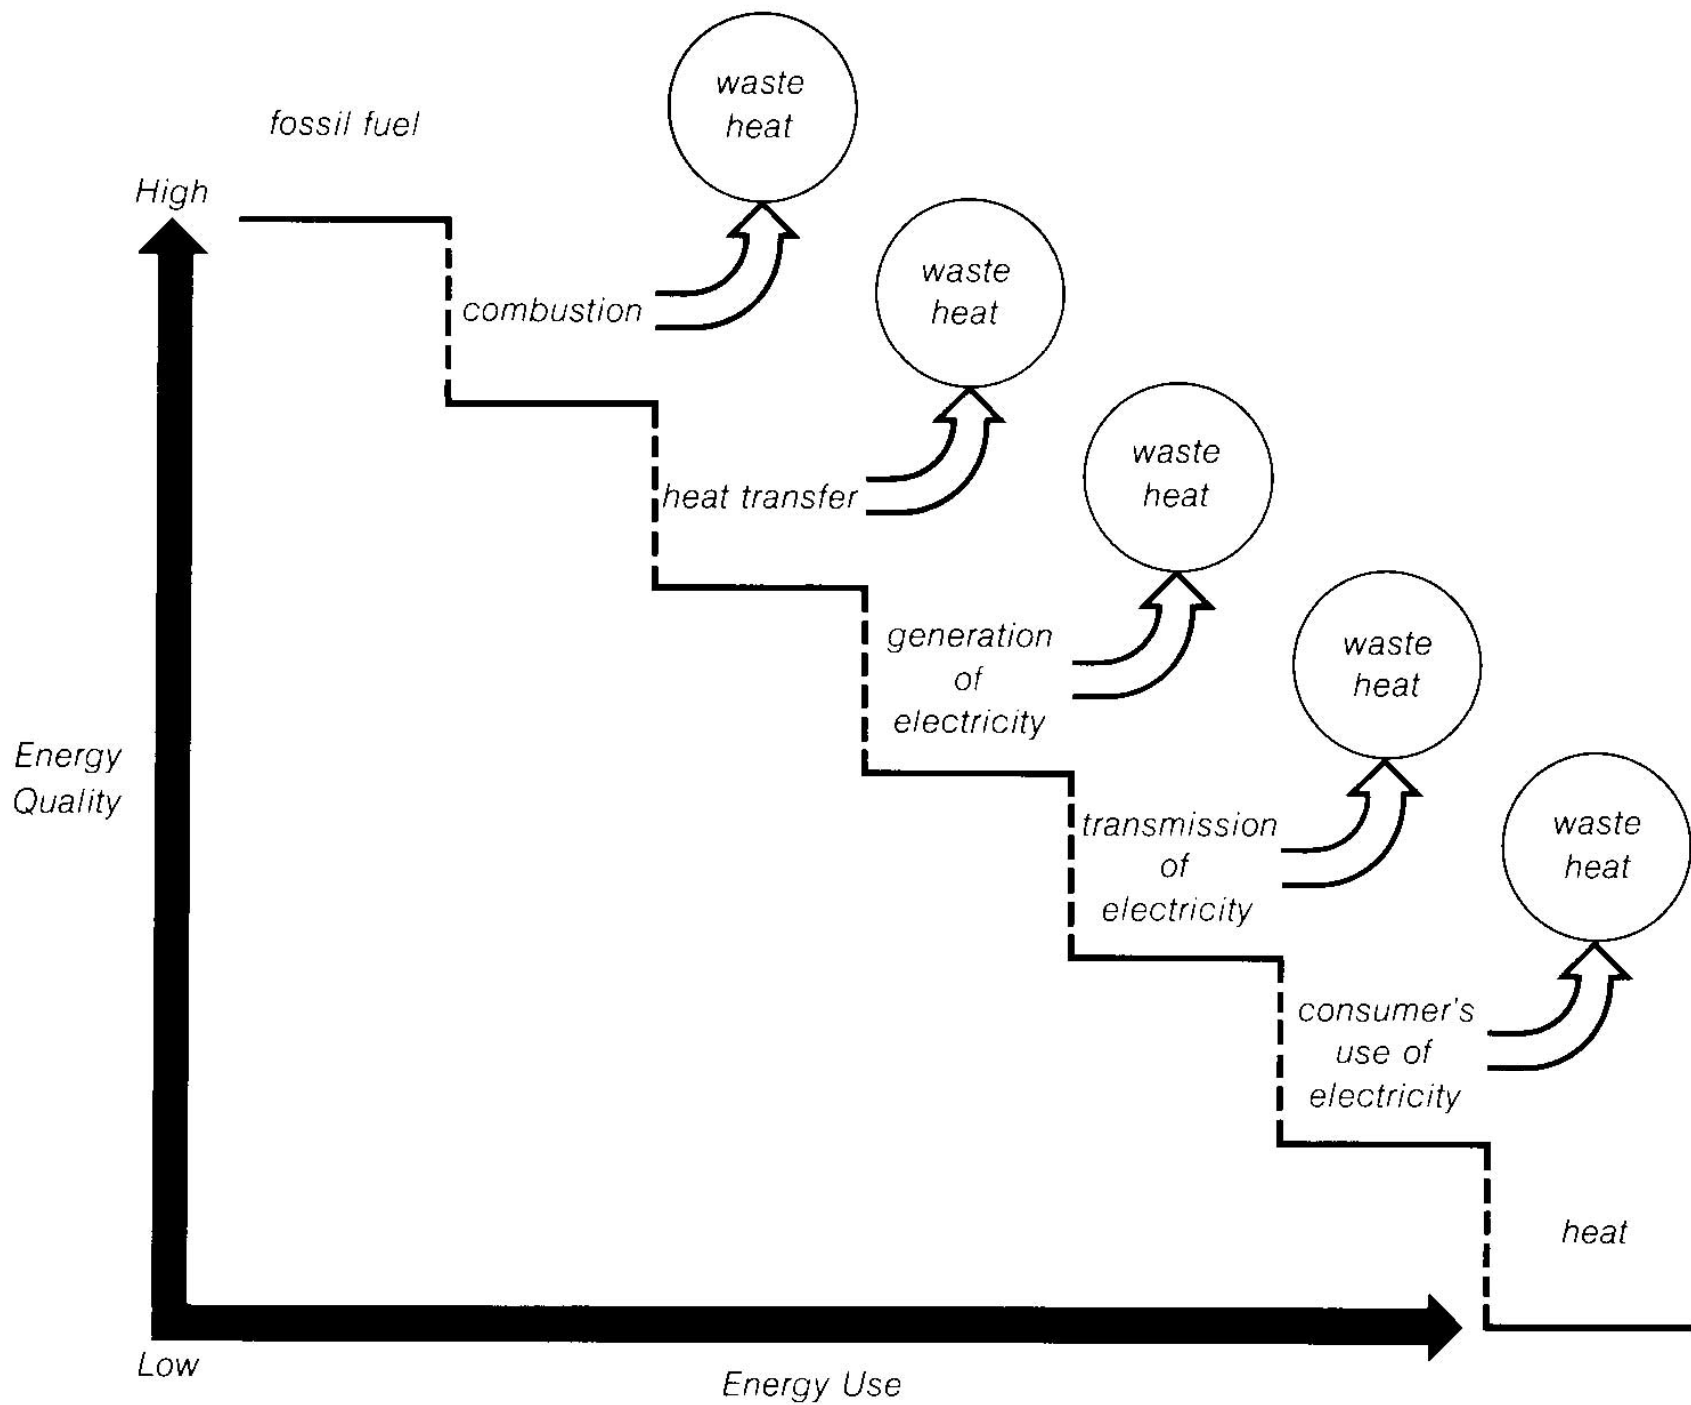 waste
heat
fossil fuel
High
waste
heat
combustion
waste
heat
heat transfer
generation
of
electricity
waste
heat
Energy
Quality
transmission
of
electricity
waste
heat
consumer's
use of
electricity
heat
Low
Energy Use